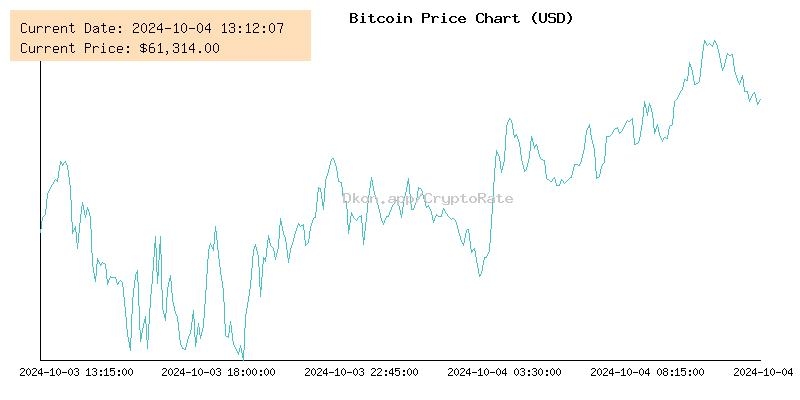 Bitcoin Price Chart (USD)
Current Date: 2024-10-04 13:12:07
Current Price: $61,314.00
Dkon.app/CryptoRate
2024-10-03 13:15:00 2024-10-03 18:00:00 2024-10-03 22:45:00 2024-10-04 03:30:00 2024-10-04 08:15:00 2024-10-04